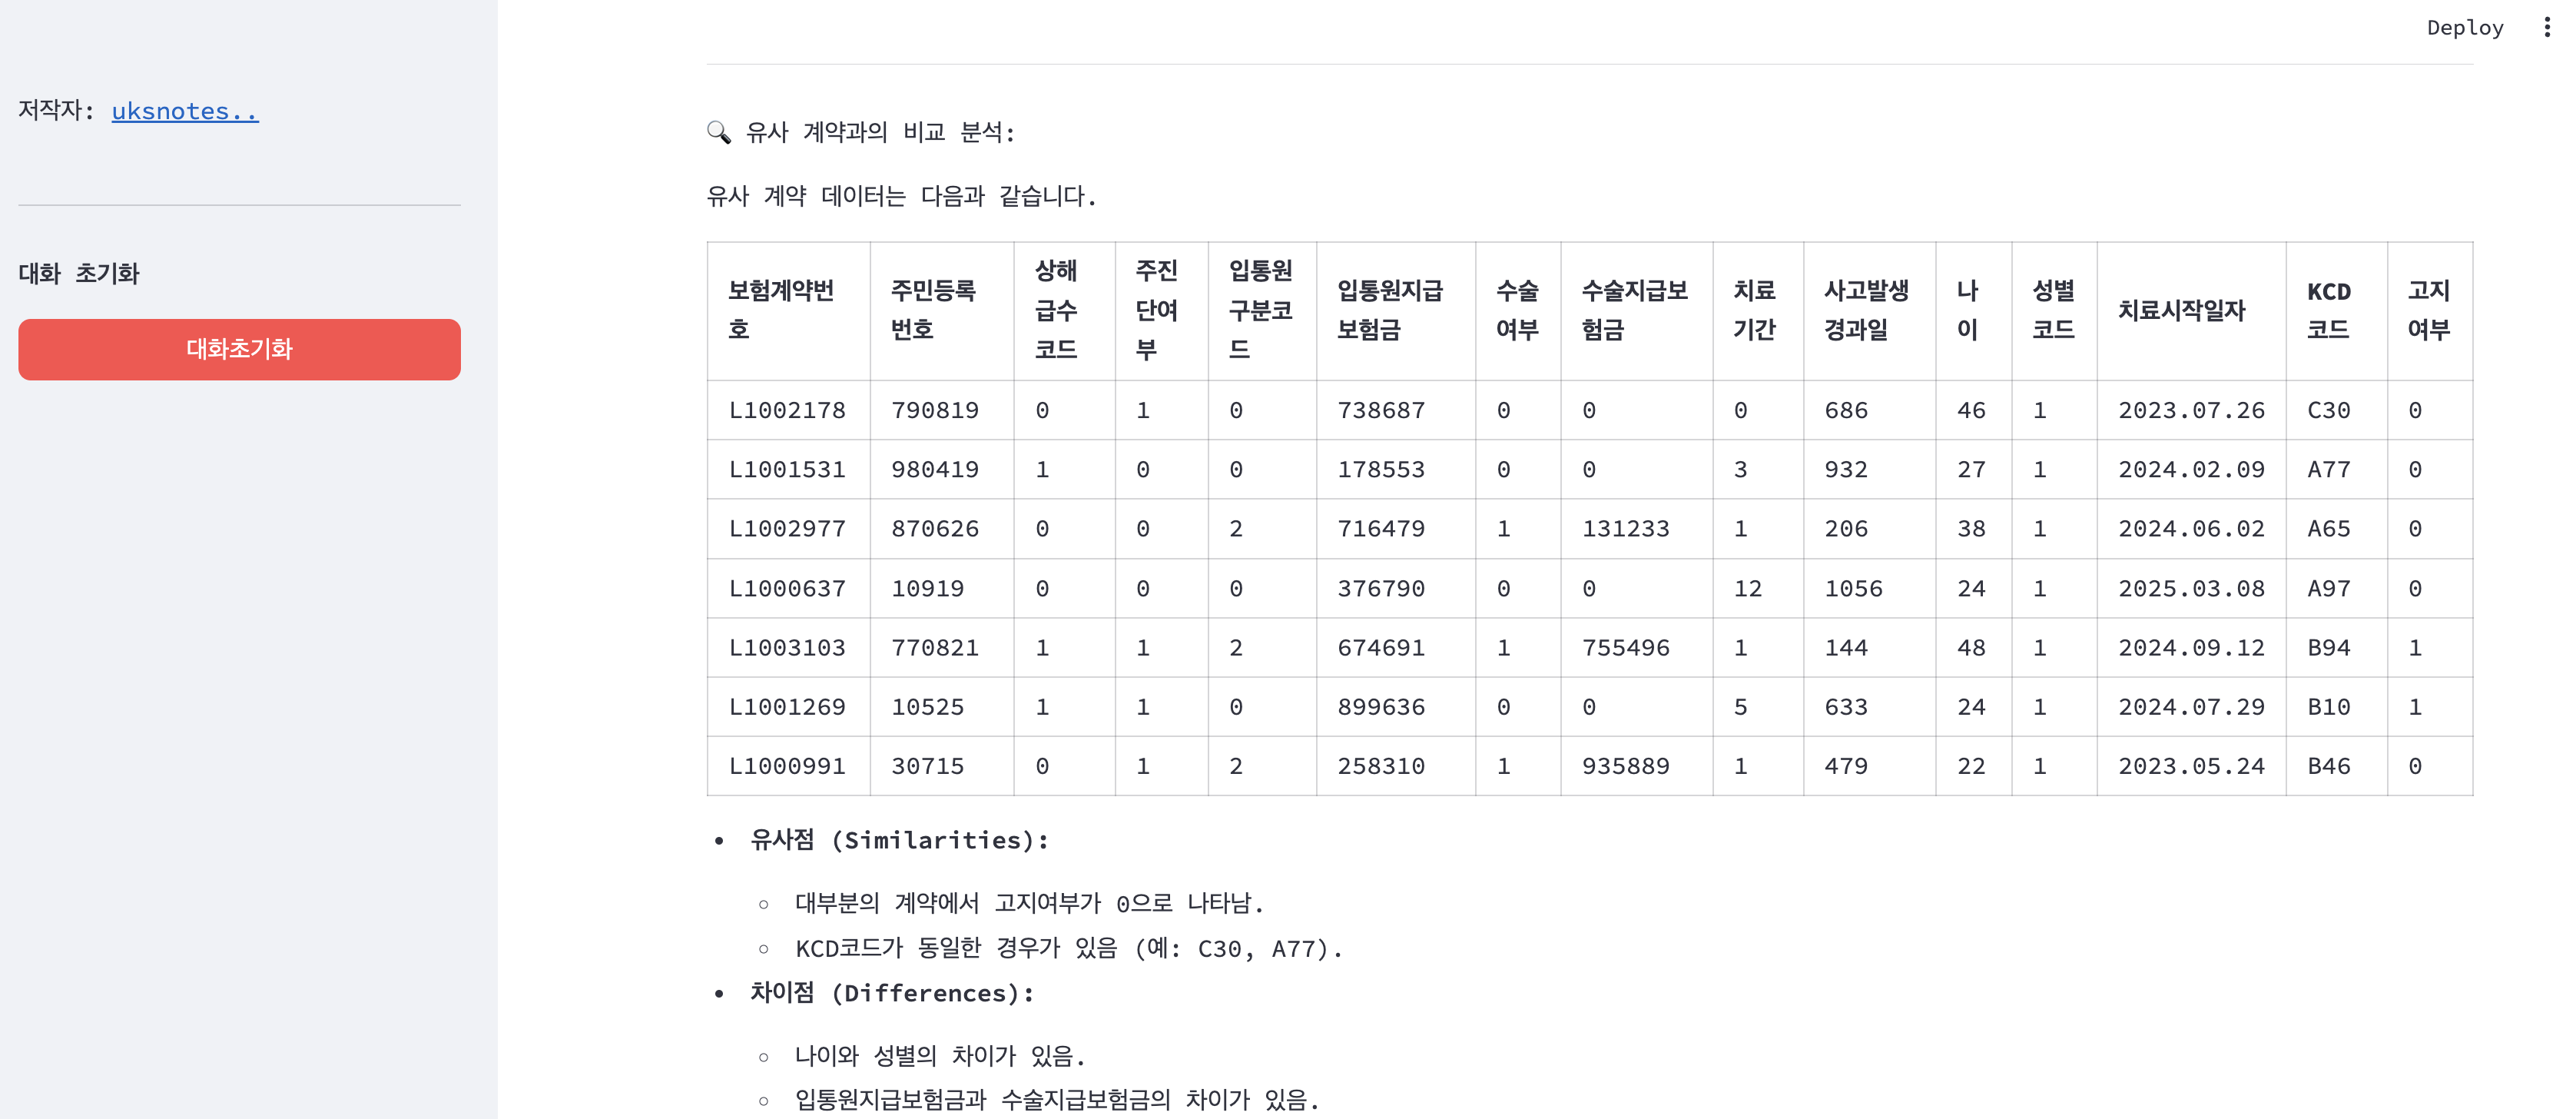 Deploy
저작자: uksnotes..
대화 초기화
대화초기화
🔍 유사 계약과의 비교 분석:
유사 계약 데이터는 다음과 같습니다.
보험계약번호 주민등록번호 상해급수코드 주진단여부 입통원구분코드 입통원지급보험금 수술여부 수술지급보험금 치료기간 사고발생경과일 나이 성별코드 치료시작일자 KCD코드 고지여부
L1002178 790819 0 1 0 738687 0 0 0 686 46 1 2023.07.26 C30 0
L1001531 980419 1 0 0 178553 0 0 3 932 27 1 2024.02.09 A77 0
L1002977 870626 0 0 2 716479 1 131233 1 206 38 1 2024.06.02 A65 0
L1000637 10919 0 0 0 376790 0 0 12 1056 24 1 2025.03.08 A97 0
L1003103 770821 1 1 2 674691 1 755496 1 144 48 1 2024.09.12 B94 1
L1001269 10525 1 1 0 899636 0 0 5 633 24 1 2024.07.29 B10 1
L1000991 30715 0 1 2 258310 1 935889 1 479 22 1 2023.05.24 B46 0
• 유사점 (Similarities):
◦ 대부분의 계약에서 고지여부가 0으로 나타남.
◦ KCD코드가 동일한 경우가 있음 (예: C30, A77).
• 차이점 (Differences):
◦ 나이와 성별의 차이가 있음.
◦ 입통원지급보험금과 수술지급보험금의 차이가 있음.